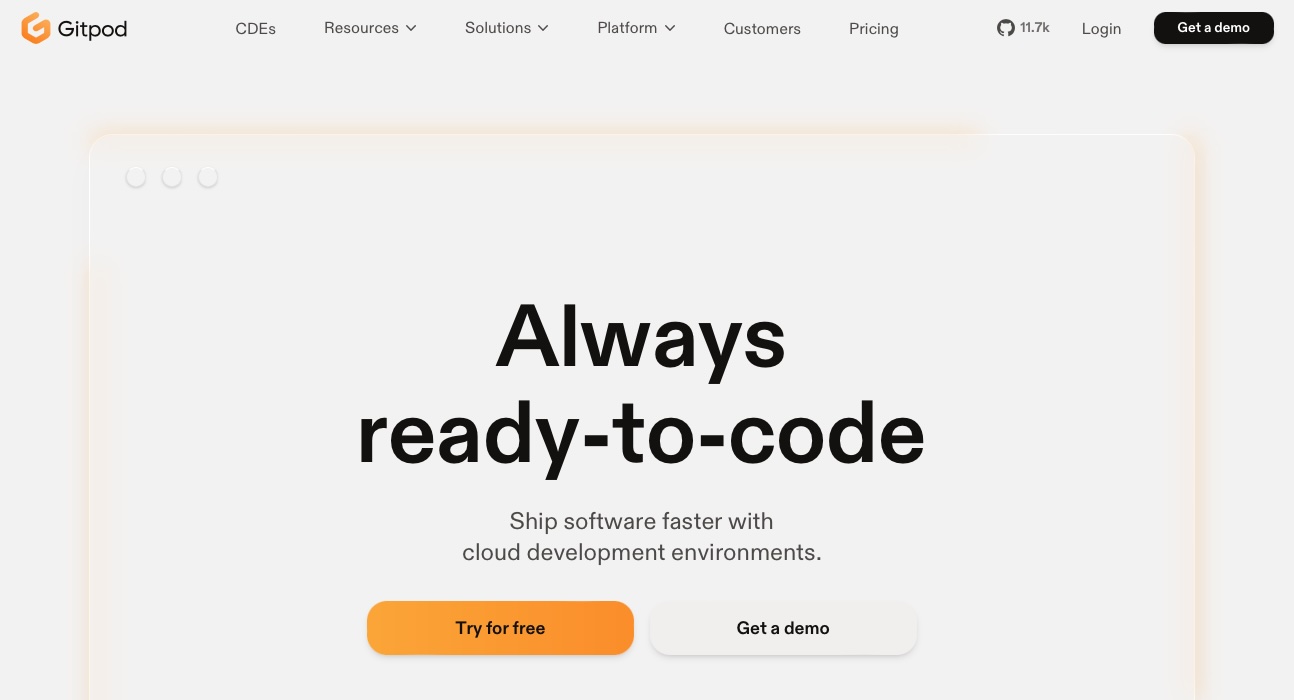 Gitpod
CDEs
Resources
Solutions
Platform
Customers
Pricing
11.7k
Login
Get a demo
Always
ready-to-code
Ship software faster with
cloud development environments.
Try for free
Get a demo